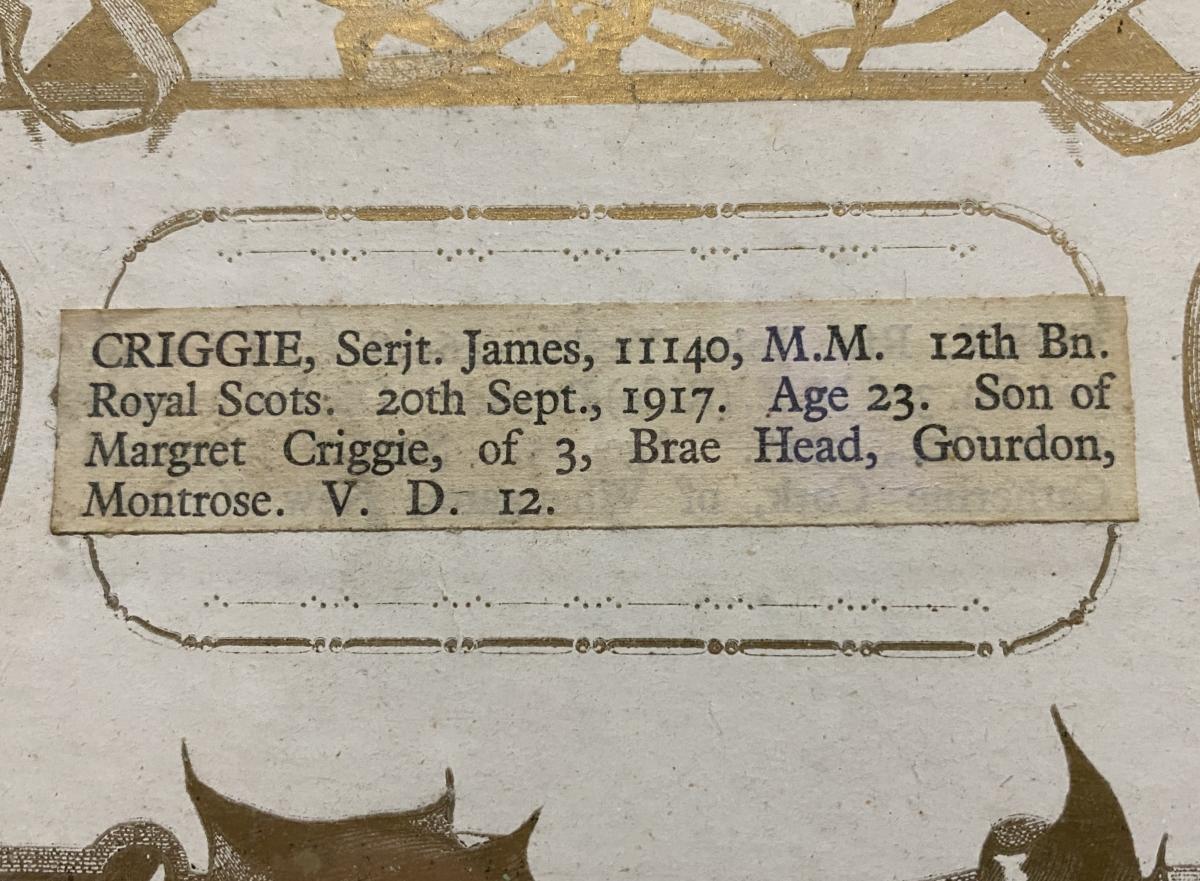 CRIGGIE, Serjt. James, 11140, M.M. 12th Bn.
Royal Scots. 20th Sept., 1917. Age 23. Son of
Margret Criggie, of 3, Brae Head, Gourdon,
Montrose. V. D. 12.